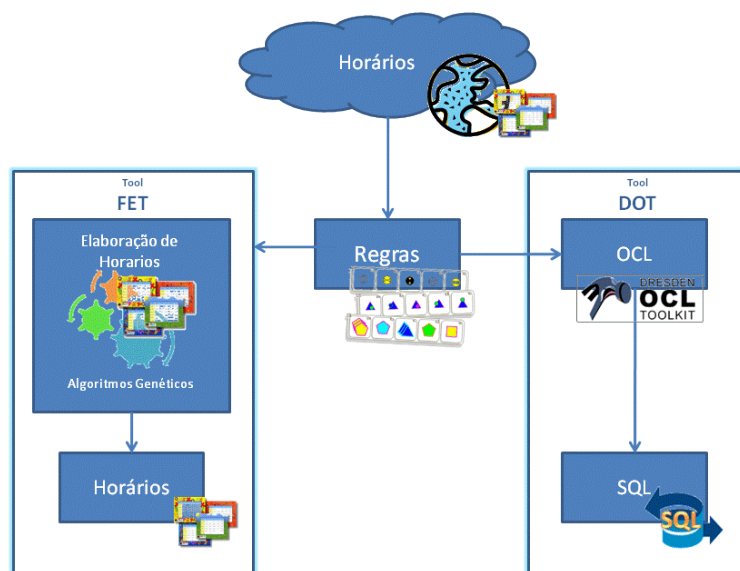 Horários
Tool
FET
Elaboração de
Horarios
Algoritmos Genéticos
Horários
Regras
Tool
DOT
OCL
DRESDEN
OCL
TOOLKIT
SQL
SQL